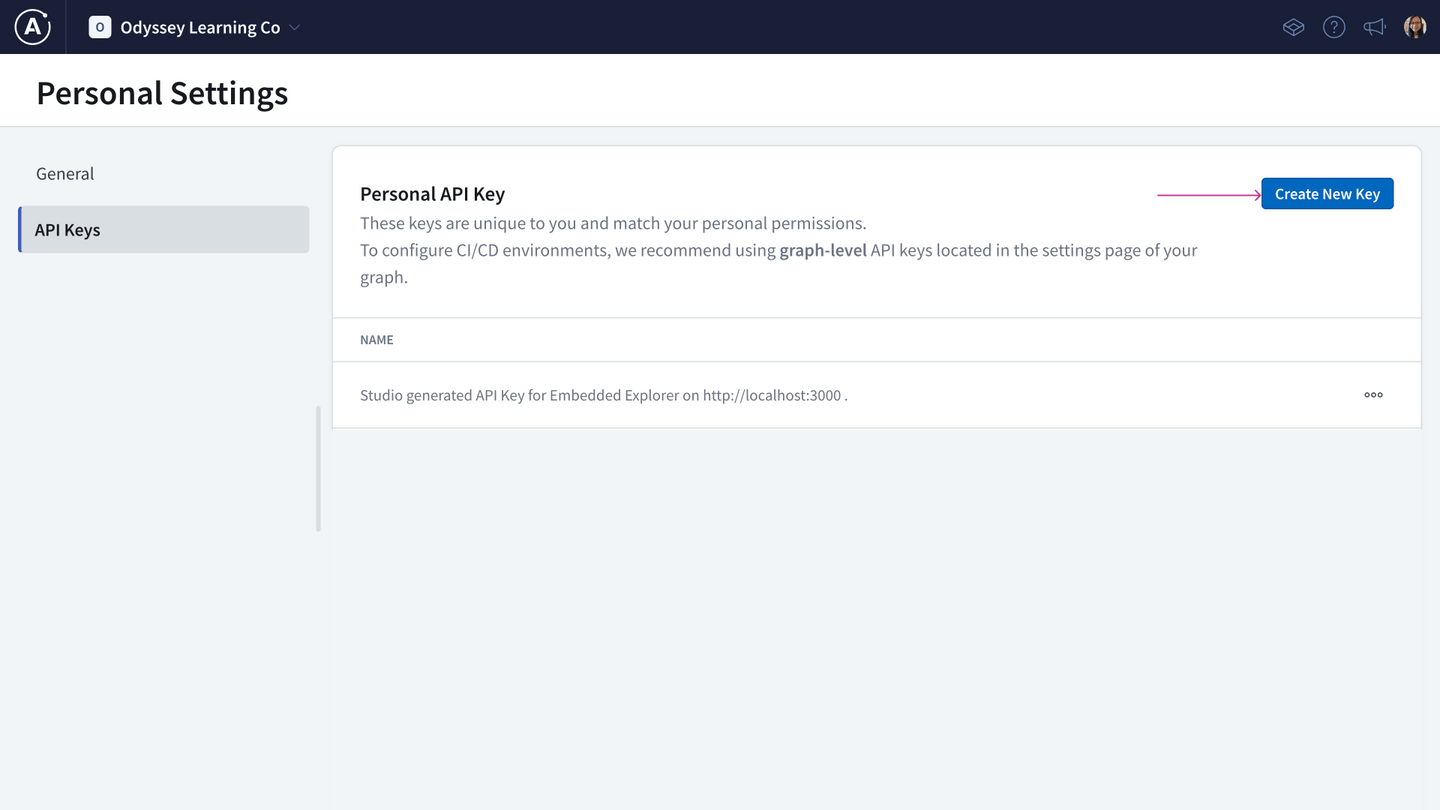 A
O Odyssey Learning Co
?
Personal Settings
General
API Keys
Personal API Key
Create New Key
These keys are unique to you and match your personal permissions.
To configure CI/CD environments, we recommend using graph-level API keys located in the settings page of your
graph.
NAME
Studio generated API Key for Embedded Explorer on http://localhost:3000 .